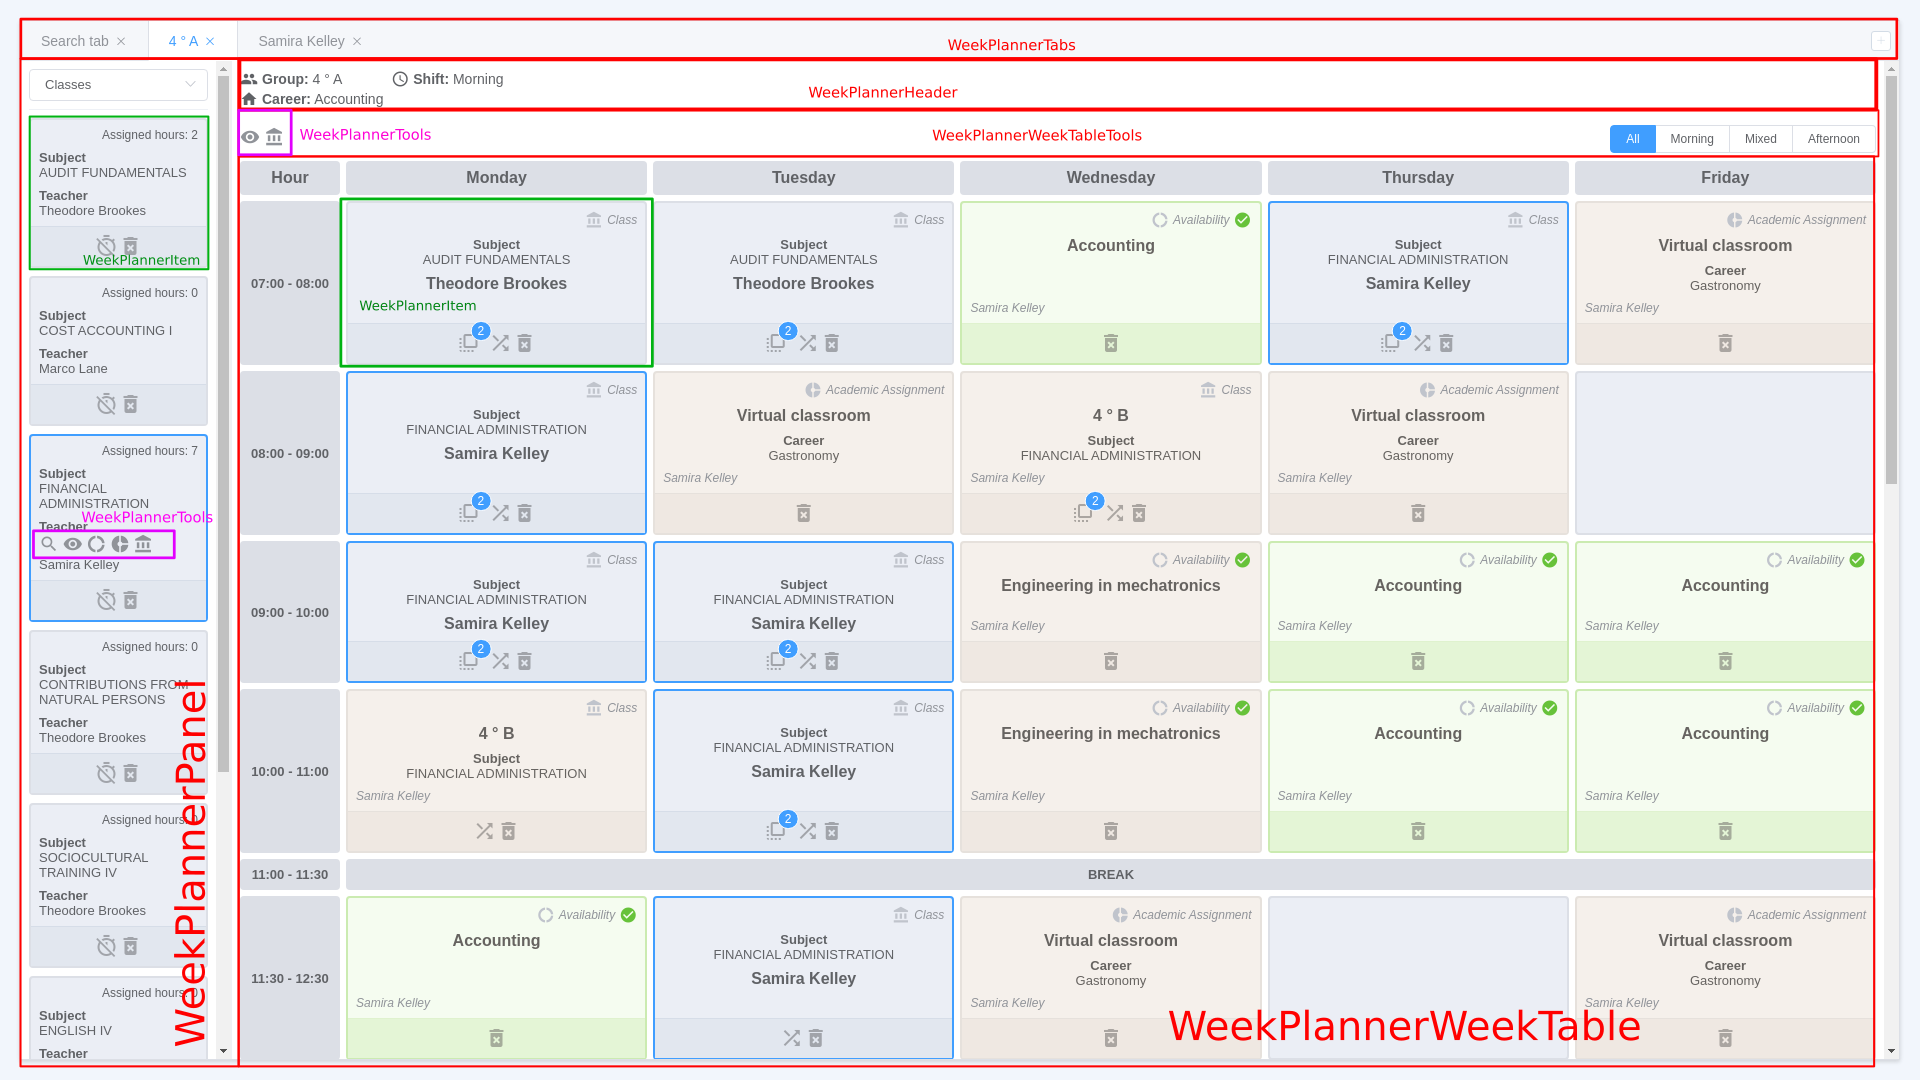 Search tab
4 ° A
Samira Kelley
WeekPlannerTabs
Classes
Group: 4 ° A
Shift: Morning
Career: Accounting
WeekPlannerHeader
WeekPlannerTools
WeekPlannerWeekTableTools
All
Morning
Mixed
Afternoon
Assigned hours: 2
Subject
AUDIT FUNDAMENTALS
Teacher
Theodore Brookes
WeekPlannerItem
Assigned hours: 0
Subject
COST ACCOUNTING I
Teacher
Marco Lane
Assigned hours: 7
Subject
FINANCIAL
ADMINISTRATION
WeekPlannerTools
Teacher
Samira Kelley
Assigned hours: 0
Subject
CONTRIBUTIONS FROM
NATURAL PERSONS
Teacher
Theodore Brookes
Assigned hours: 0
Subject
SOCIOCULTURAL
TRAINING IV
Teacher
Theodore Brookes
Assigned hours: 0
Subject
ENGLISH IV
Teacher
WeekPlannerPanel
Hour
Monday
Tuesday
Wednesday
Thursday
Friday
07:00 - 08:00
Class
Subject
AUDIT FUNDAMENTALS
Theodore Brookes
WeekPlannerItem
2
Class
Subject
AUDIT FUNDAMENTALS
Theodore Brookes
2
Availability
Accounting
Samira Kelley
Class
Subject
FINANCIAL ADMINISTRATION
Samira Kelley
2
Academic Assignment
Virtual classroom
Career
Gastronomy
Samira Kelley
08:00 - 09:00
Class
Subject
FINANCIAL ADMINISTRATION
Samira Kelley
2
Academic Assignment
Virtual classroom
Career
Gastronomy
Samira Kelley
Class
4 ° B
Subject
FINANCIAL ADMINISTRATION
Samira Kelley
2
Academic Assignment
Virtual classroom
Career
Gastronomy
Samira Kelley
09:00 - 10:00
Class
Subject
FINANCIAL ADMINISTRATION
Samira Kelley
2
Class
Subject
FINANCIAL ADMINISTRATION
Samira Kelley
2
Availability
Engineering in mechatronics
Samira Kelley
Availability
Accounting
Samira Kelley
Availability
Accounting
Samira Kelley
10:00 - 11:00
Class
4 ° B
Subject
FINANCIAL ADMINISTRATION
Samira Kelley
Class
Subject
FINANCIAL ADMINISTRATION
Samira Kelley
2
Availability
Engineering in mechatronics
Samira Kelley
Availability
Accounting
Samira Kelley
Availability
Accounting
Samira Kelley
11:00 - 11:30
BREAK
11:30 - 12:30
Availability
Accounting
Samira Kelley
Class
Subject
FINANCIAL ADMINISTRATION
Samira Kelley
Academic Assignment
Virtual classroom
Career
Gastronomy
Samira Kelley
Academic Assignment
Virtual classroom
Career
Gastronomy
Samira Kelley
WeekPlannerWeekTable